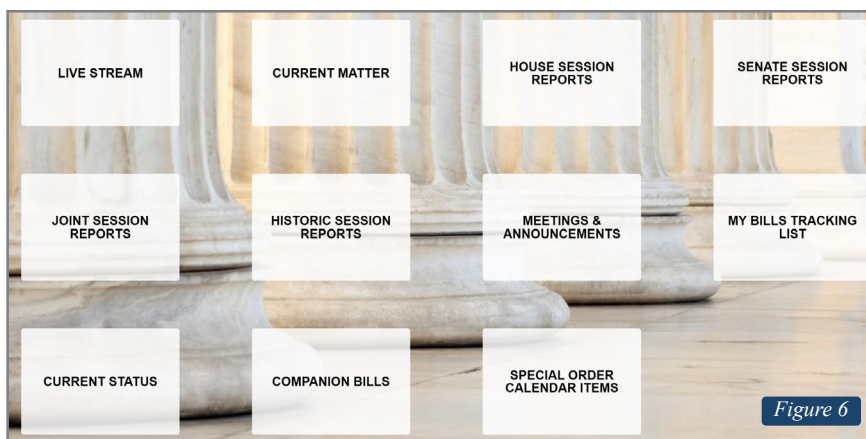 LIVE STREAM
CURRENT MATTER
HOUSE SESSION
REPORTS
SENATE SESSION
REPORTS
JOINT SESSION
REPORTS
HISTORIC SESSION
REPORTS
MEETINGS &
ANNOUNCEMENTS
MY BILLS TRACKING
LIST
CURRENT STATUS
COMPANION BILLS
SPECIAL ORDER
CALENDAR ITEMS
Figure 6